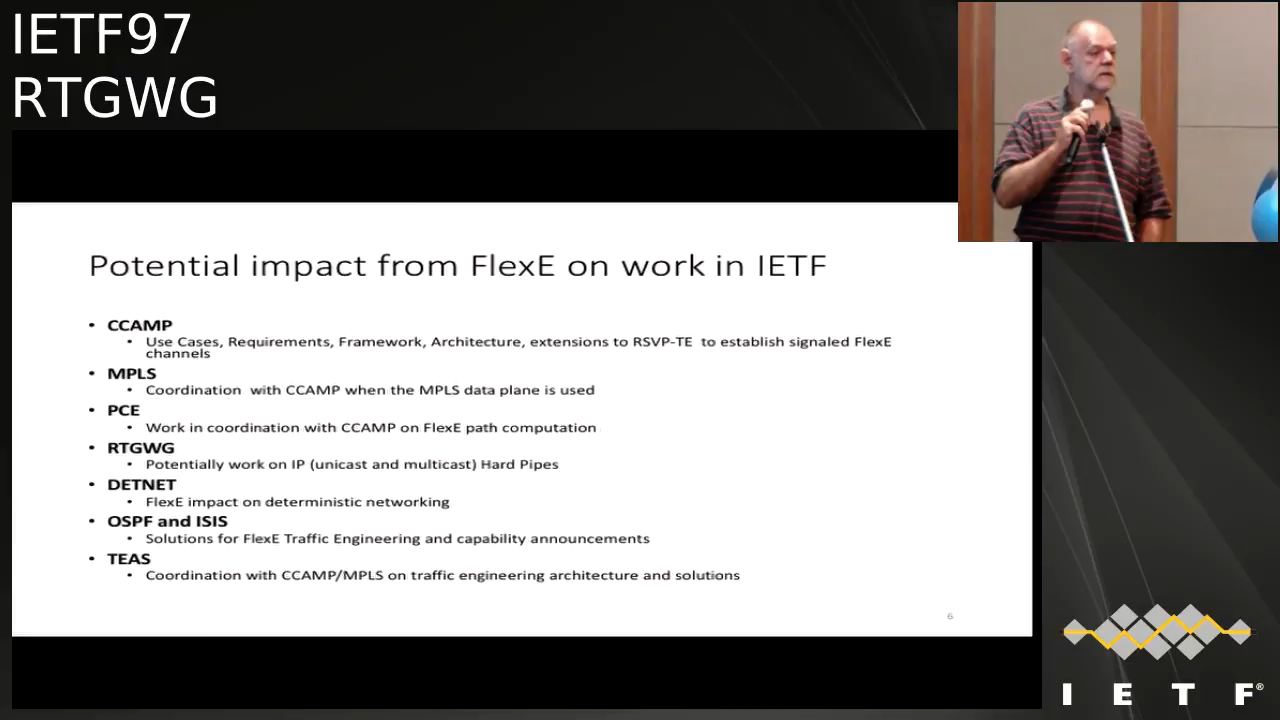 IETF97
RTGWG
Potential impact from FlexE on work in IETF
• CCAMP
• Use Cases, Requirements, Framework, Architecture, extensions to RSVP-TE to establish signaled FlexE
channels
• MPLS
• Coordination with CCAMP when the MPLS data plane is used
• PCE
• Work in coordination with CCAMP on FlexE path computation
• RTGWG
• Potentially work on IP (unicast and multicast) Hard Pipes
• DETNET
• FlexE impact on deterministic networking
• OSPF and ISIS
• Solutions for FlexE Traffic Engineering and capability announcements
• TEAS
• Coordination with CCAMP/MPLS on traffic engineering architecture and solutions
6
I E T F®